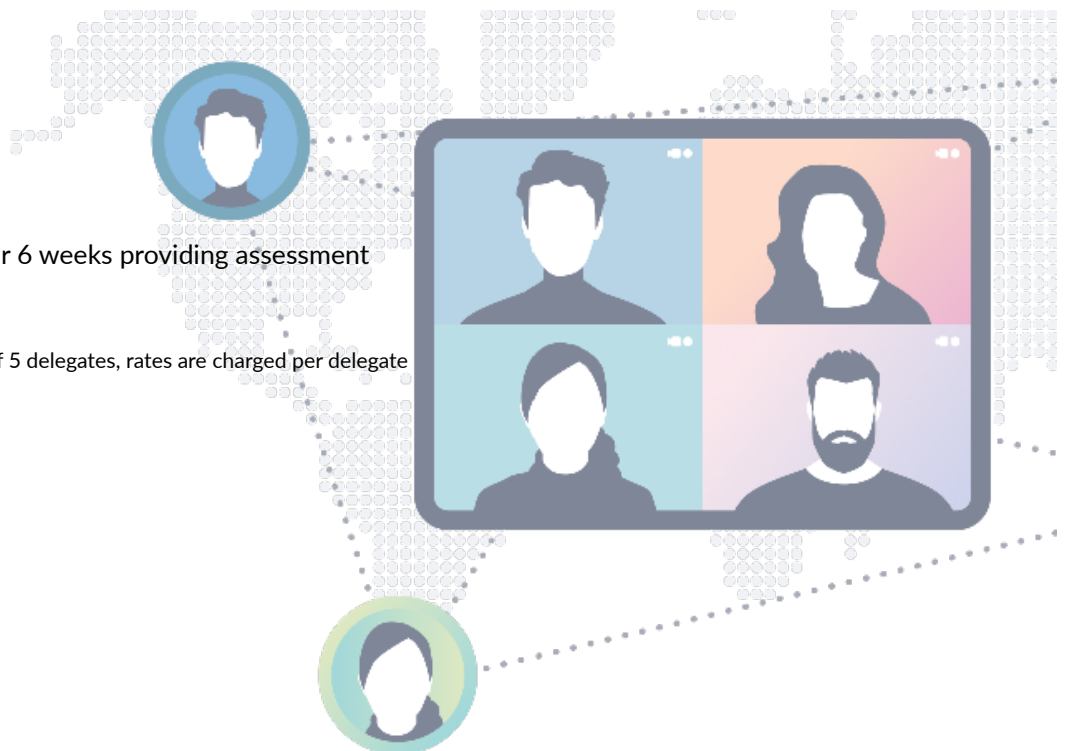 r 6 weeks providing assessment
f 5 delegates, rates are charged per delegate